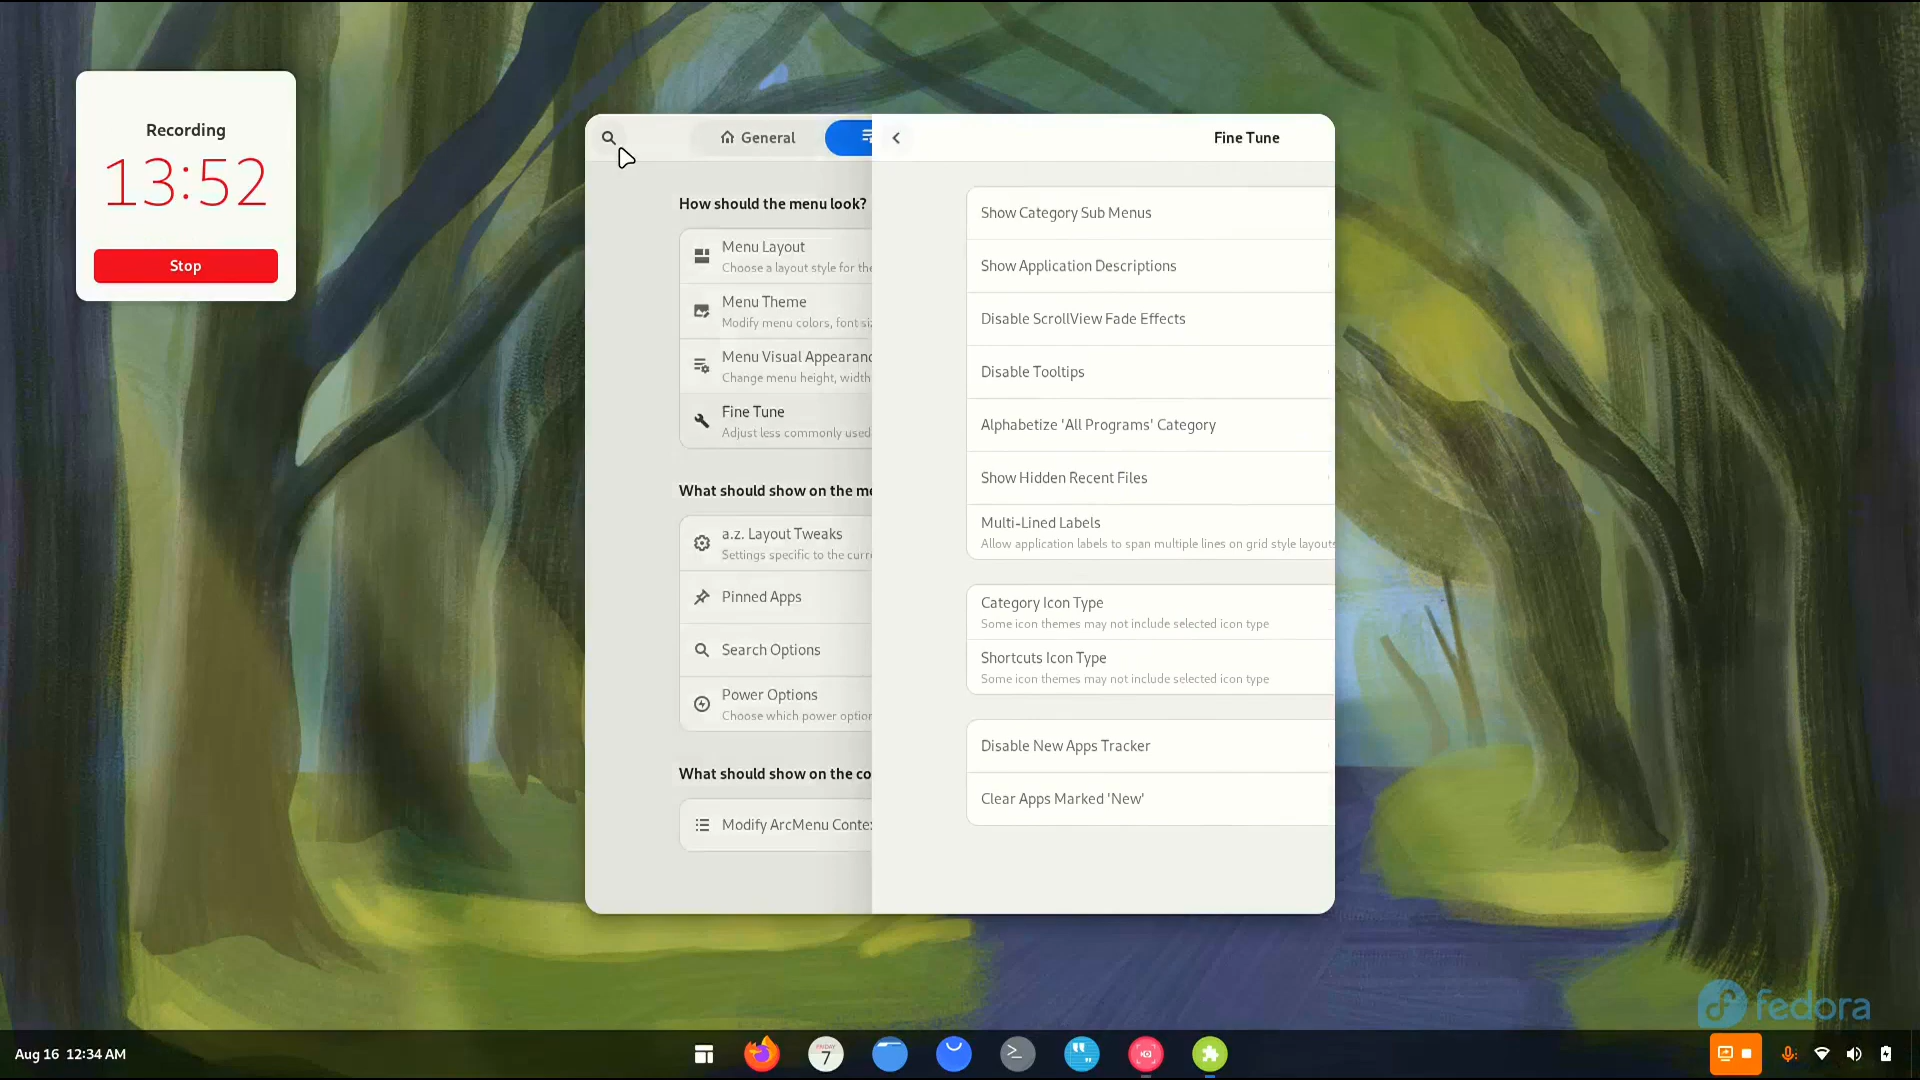 Recording
13:52
Stop
General
Fine Tune
How should the menu look?
Menu Layout
Choose a layout style for the
Menu Theme
Modify menu colors, font siz
Menu Visual Appearanc
Change menu height, width
Fine Tune
Adjust less commonly used
What should show on the me
a.z. Layout Tweaks
Settings specific to the curre
Pinned Apps
Search Options
Power Options
Choose which power option
What should show on the co
Modify ArcMenu Contex
Show Category Sub Menus
Show Application Descriptions
Disable ScrollView Fade Effects
Disable Tooltips
Alphabetize 'All Programs' Category
Show Hidden Recent Files
Multi-Lined Labels
Allow application labels to span multiple lines on grid style layouts
Category Icon Type
Some icon themes may not include selected icon type
Shortcuts Icon Type
Some icon themes may not include selected icon type
Disable New Apps Tracker
Clear Apps Marked 'New'
fedora
Aug 16 12:34 AM
FRIDAY
7